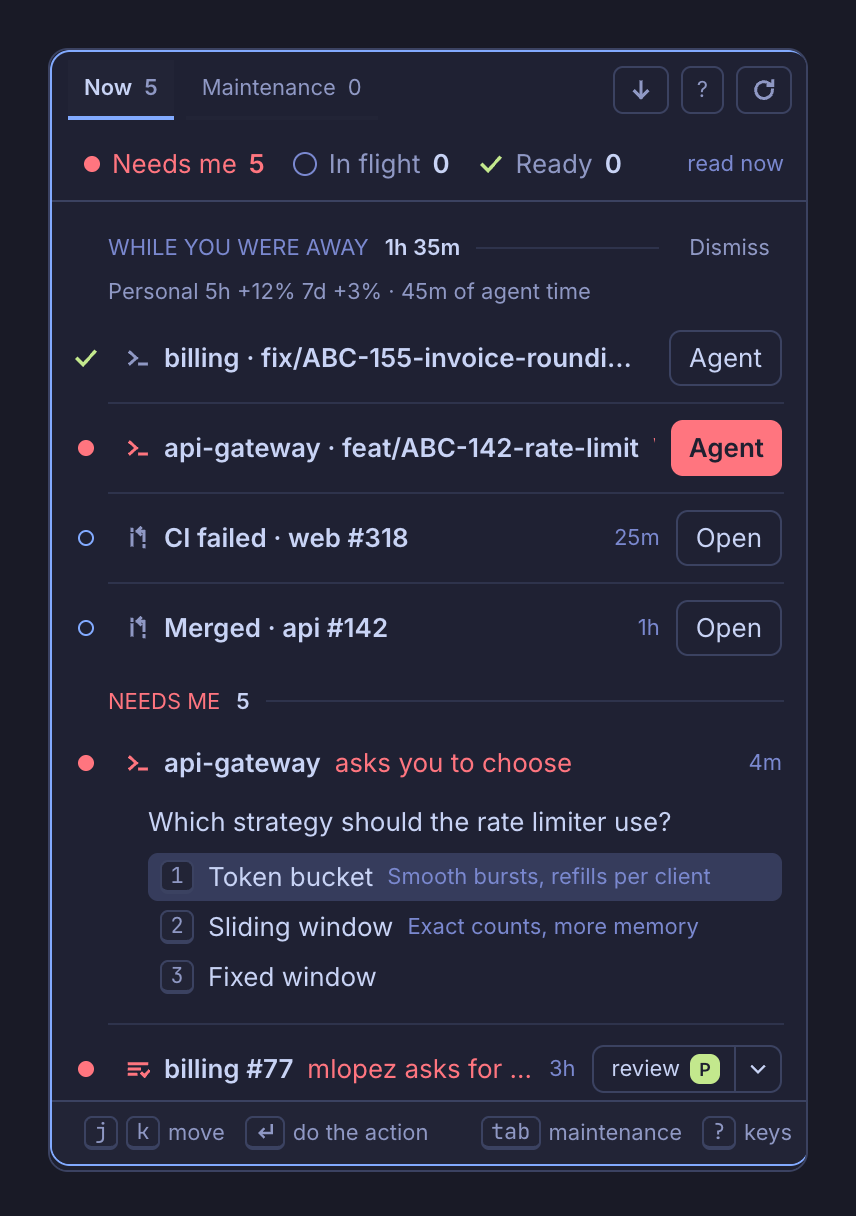 Now 5 Maintenance 0 ?
Needs me 5 In flight 0 Ready 0 read now
WHILE YOU WERE AWAY 1h 35m Dismiss
Personal 5h +12% 7d +3% · 45m of agent time
billing · fix/ABC-155-invoice-roundi... Agent
api-gateway · feat/ABC-142-rate-limit Agent
CI failed · web #318 25m Open
Merged · api #142 1h Open
NEEDS ME 5
api-gateway asks you to choose 4m
Which strategy should the rate limiter use?
1 Token bucket Smooth bursts, refills per client
2 Sliding window Exact counts, more memory
3 Fixed window
billing #77 mlopez asks for ... 3h review P
j k move ↵ do the action tab maintenance ? keys